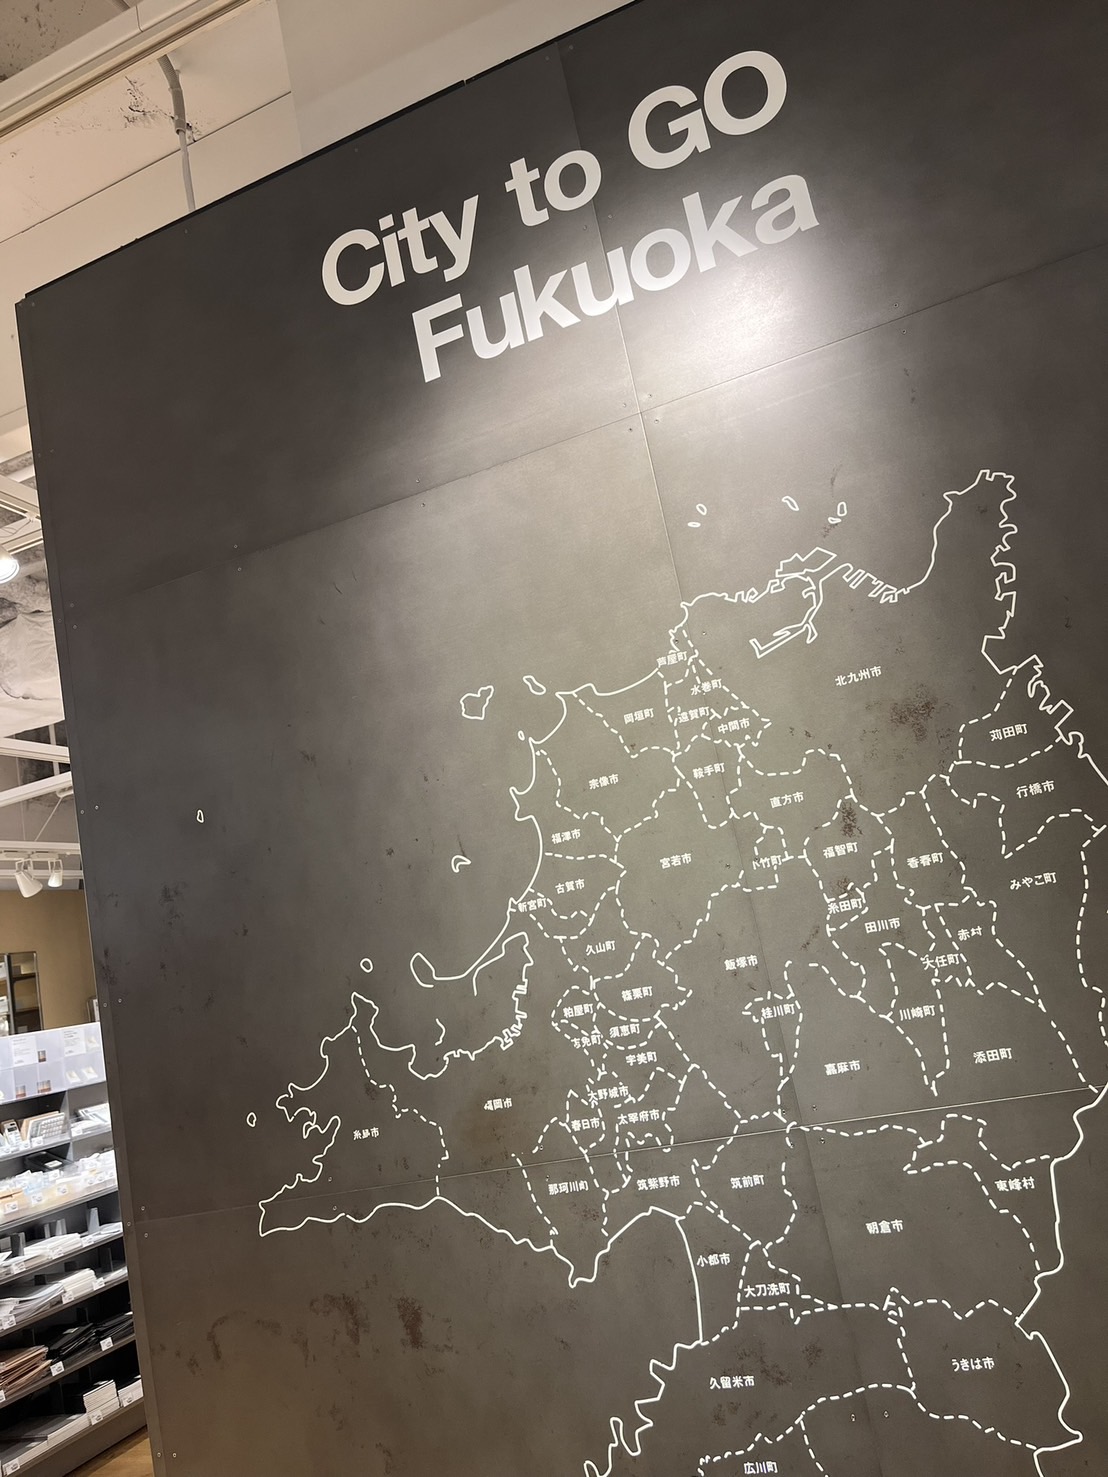 City to GO
Fukuoka
芦屋町
水巻町
北九州市
岡垣町
遠賀町
中間市
苅田町
宗像市
鞍手町
直方市
行橋市
福津市
宮若市
竹町
福智町
香春町
みやこ町
古賀市
新宮町
糸田町
田川市
赤村
久山町
飯塚市
大任町
篠栗町
粕屋町
桂川町
川崎町
須恵町
免町
宇美町
嘉麻市
添田町
大野城市
福岡市
春日市
太宰府市
糸島市
那珂川町
筑紫野市
筑前町
東峰村
朝倉市
小郡市
大刀洗町
うきは市
久留米市
広川町